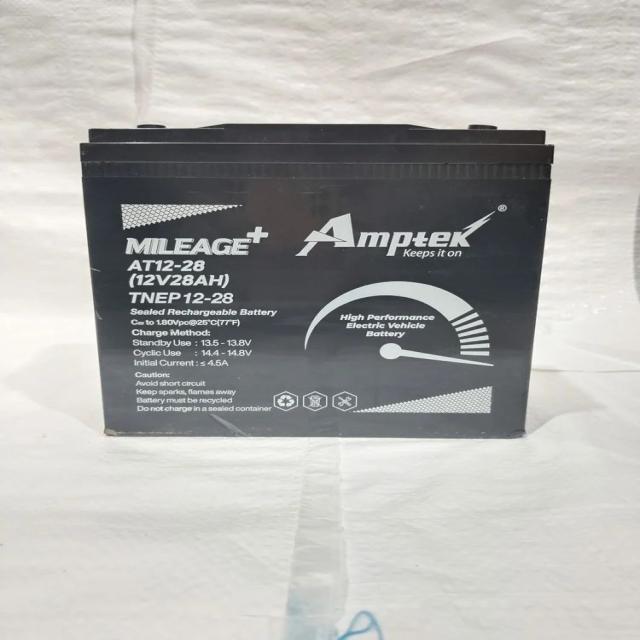 MILEAGE+
AT12-28
(12V28AH)
TNEP 12-28
Sealed Rechargeable Battery
to 1.80Vpc@25°C(77°F)
Charge Method:
Standby Use : 13.5 - 13.8V
Cyclic Use : 14.4 - 14.8V
Initial Current : ≤ 4.5A
Caution:
Avoid short circuit
Keep sparks, flames away
Battery must be recycled
Do not charge in a sealed container
Amptek®
Keeps it on
High Performance
Electric Vehicle
Battery